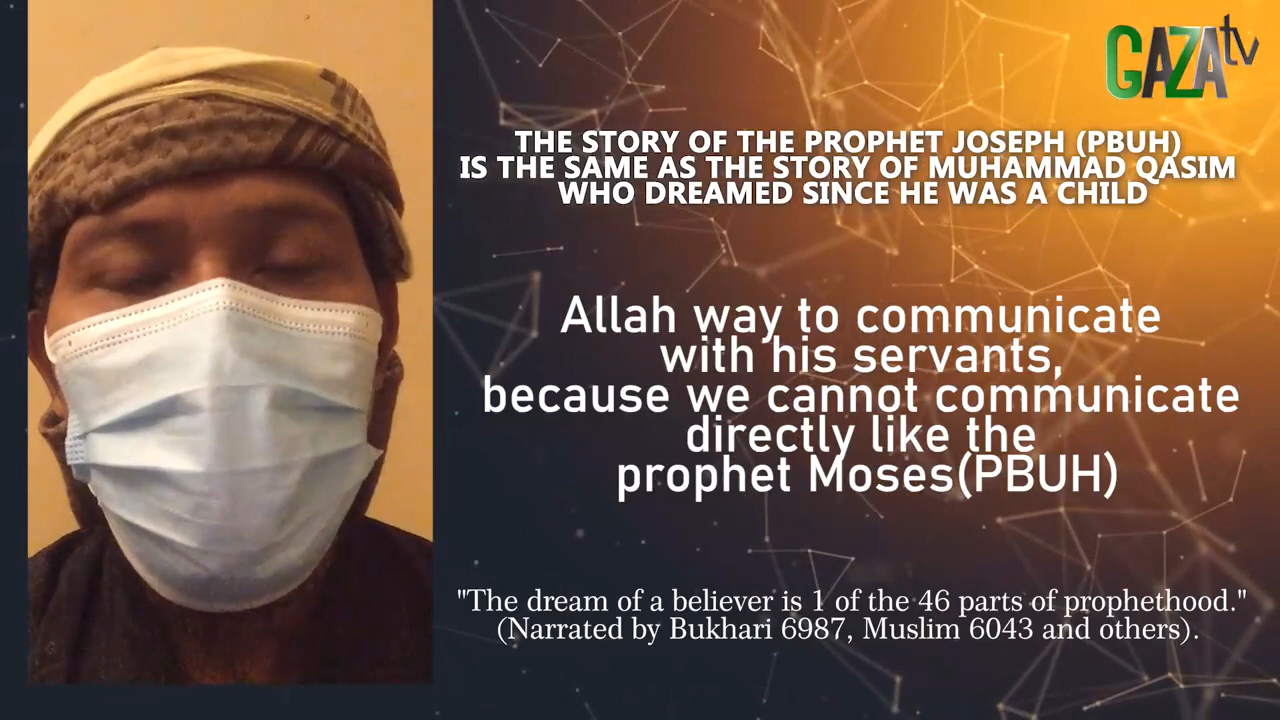 GAZA tv
THE STORY OF THE PROPHET JOSEPH (PBUH)
IS THE SAME AS THE STORY OF MUHAMMAD QASIM
WHO DREAMED SINCE HE WAS A CHILD
Allah way to communicate
with his servants,
because we cannot communicate
directly like the
prophet Moses(PBUH)
"The dream of a believer is 1 of the 46 parts of prophethood."
(Narrated by Bukhari 6987, Muslim 6043 and others).